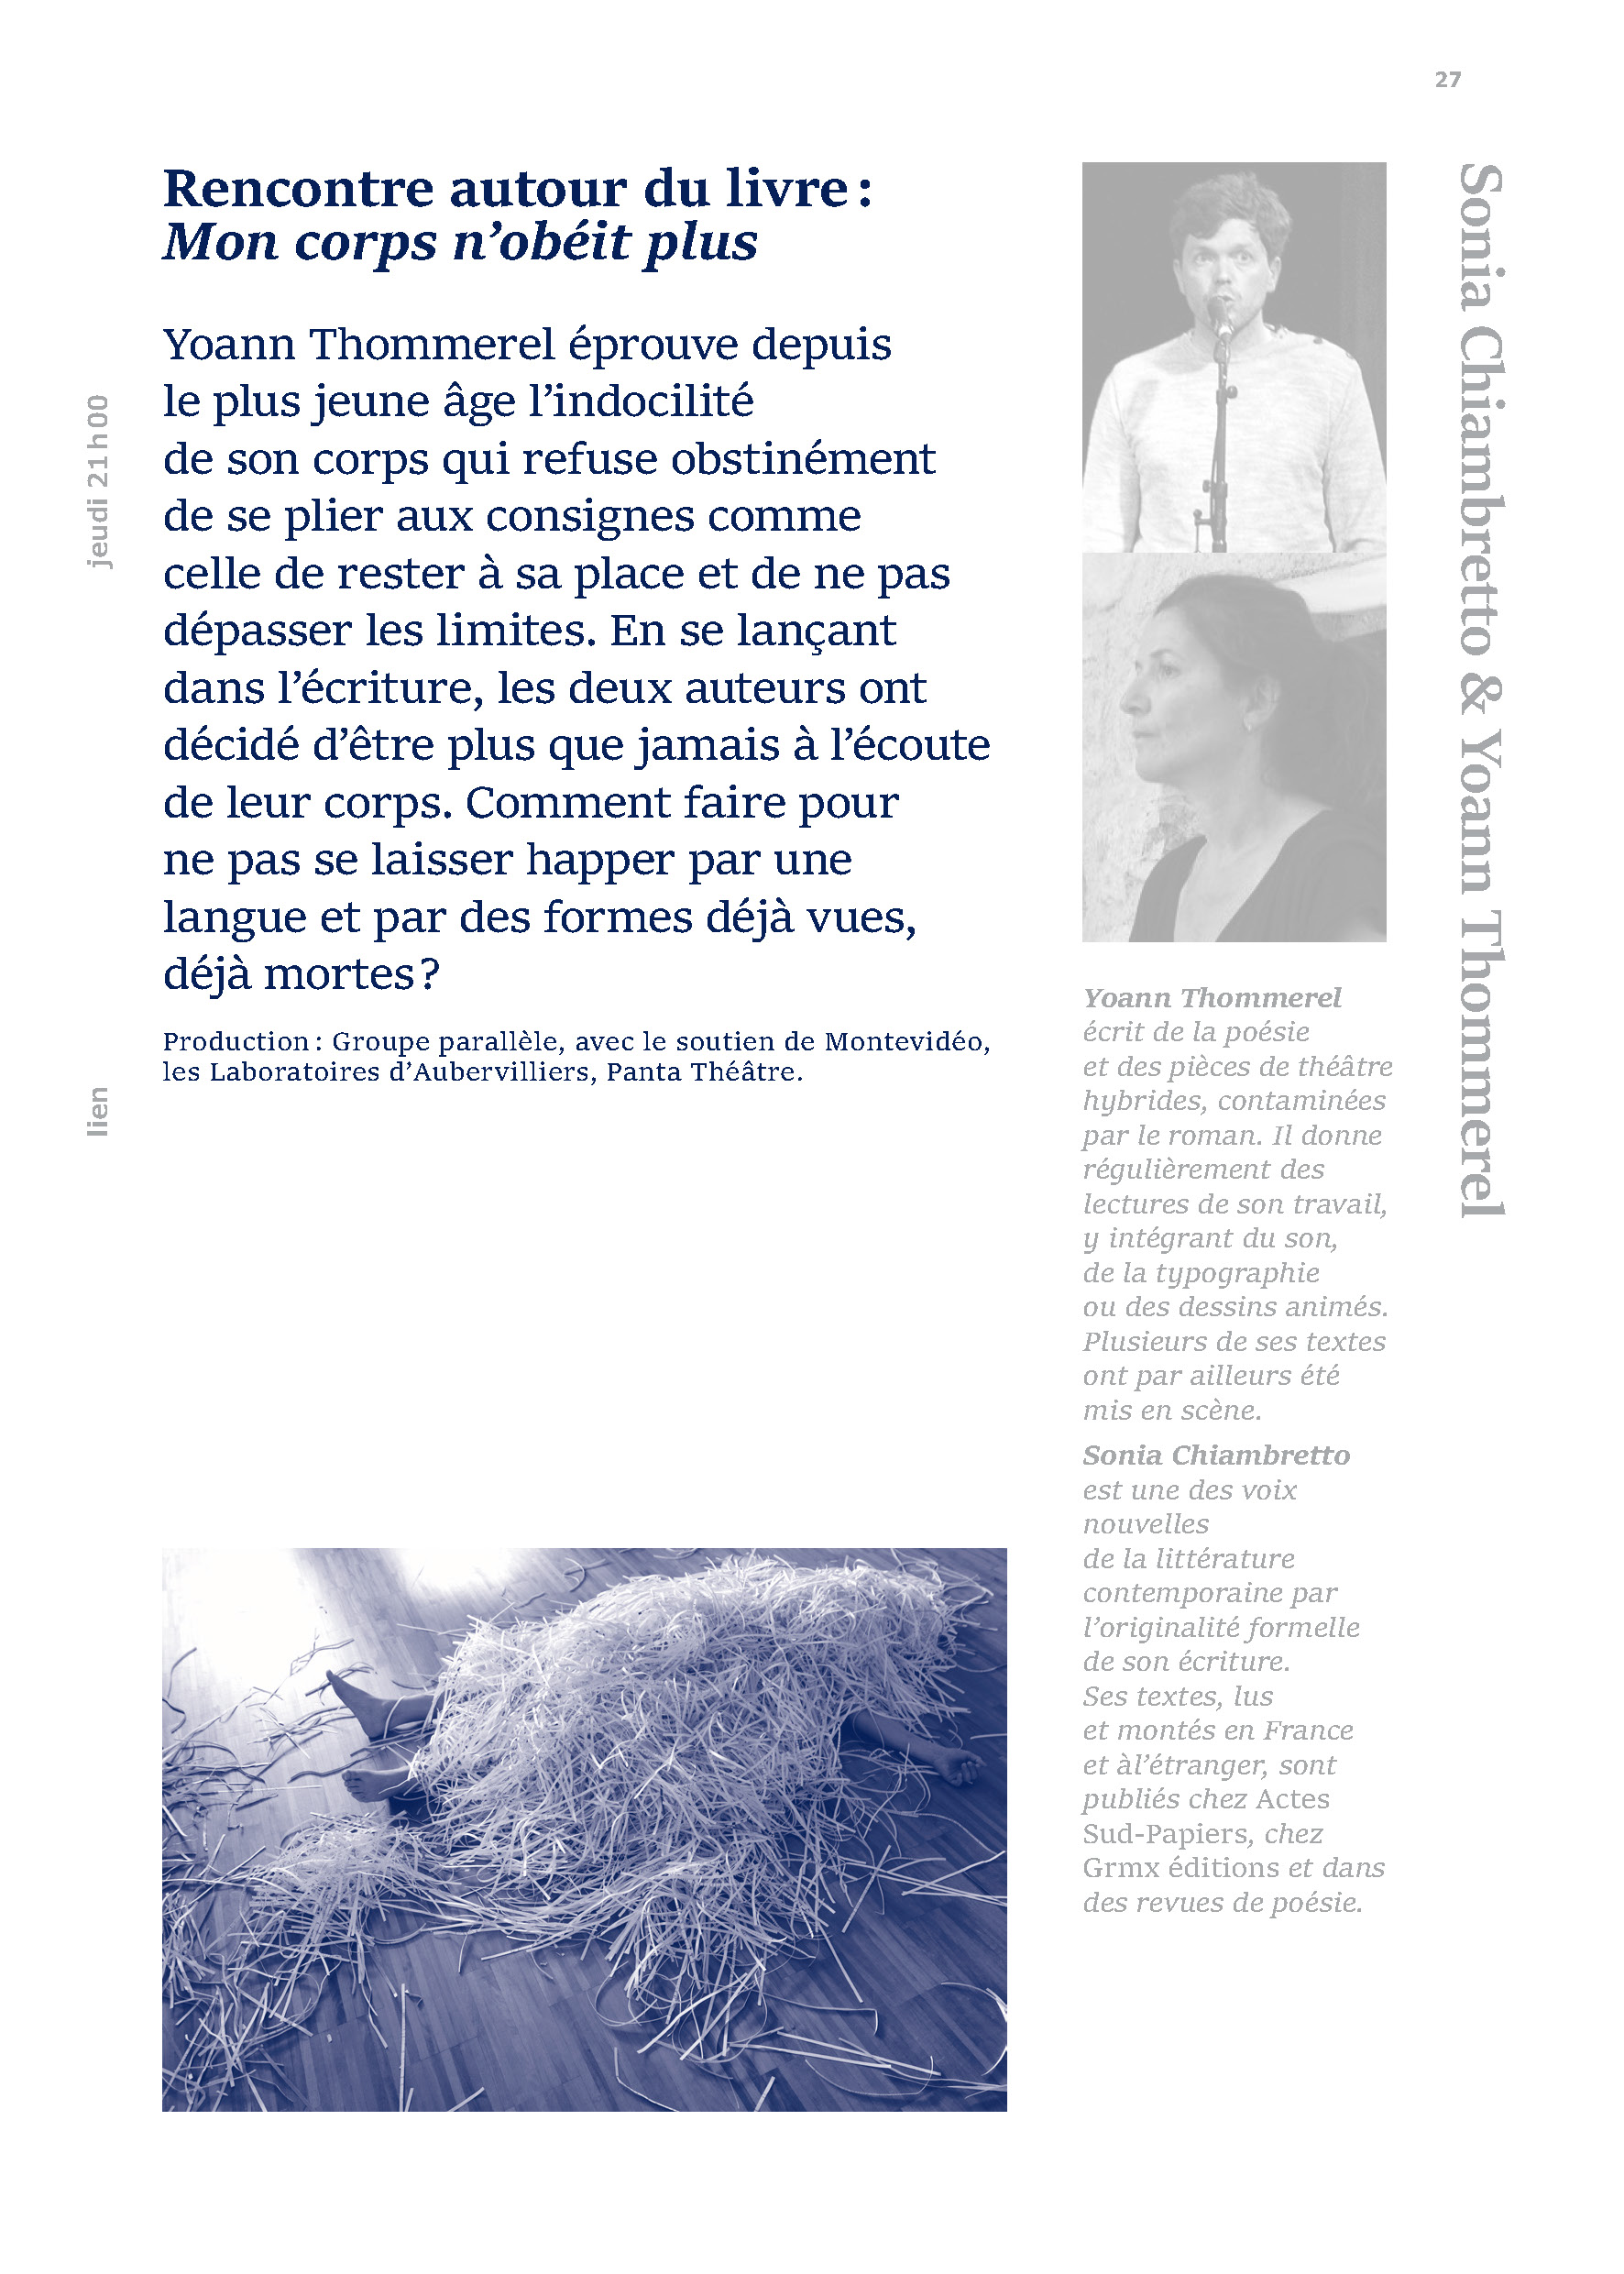 27
Rencontre autour du livre :
Mon corps n’obéit plus
Yoann Thommerel éprouve depuis
le plus jeune âge l’indocilité
de son corps qui refuse obstinément
de se plier aux consignes comme
celle de rester à sa place et de ne pas
dépasser les limites. En se lançant
dans l’écriture, les deux auteurs ont
décidé d’être plus que jamais à l’écoute
de leur corps. Comment faire pour
ne pas se laisser happer par une
langue et par des formes déjà vues,
déjà mortes ?
Production : Groupe parallèle, avec le soutien de Montevidéo,
les Laboratoires d’Aubervilliers, Panta Théâtre.
jeudi 21 h 00
lien
Sonia Chiambretto & Yoann Thommerel
Yoann Thommerel
écrit de la poésie
et des pièces de théâtre
hybrides, contaminées
par le roman. Il donne
régulièrement des
lectures de son travail,
y intégrant du son,
de la typographie
ou des dessins animés.
Plusieurs de ses textes
ont par ailleurs été
mis en scène.
Sonia Chiambretto
est une des voix
nouvelles
de la littérature
contemporaine par
l’originalité formelle
de son écriture.
Ses textes, lus
et montés en France
et àl’étranger, sont
publiés chez Actes
Sud-Papiers, chez
Grmx éditions et dans
des revues de poésie.